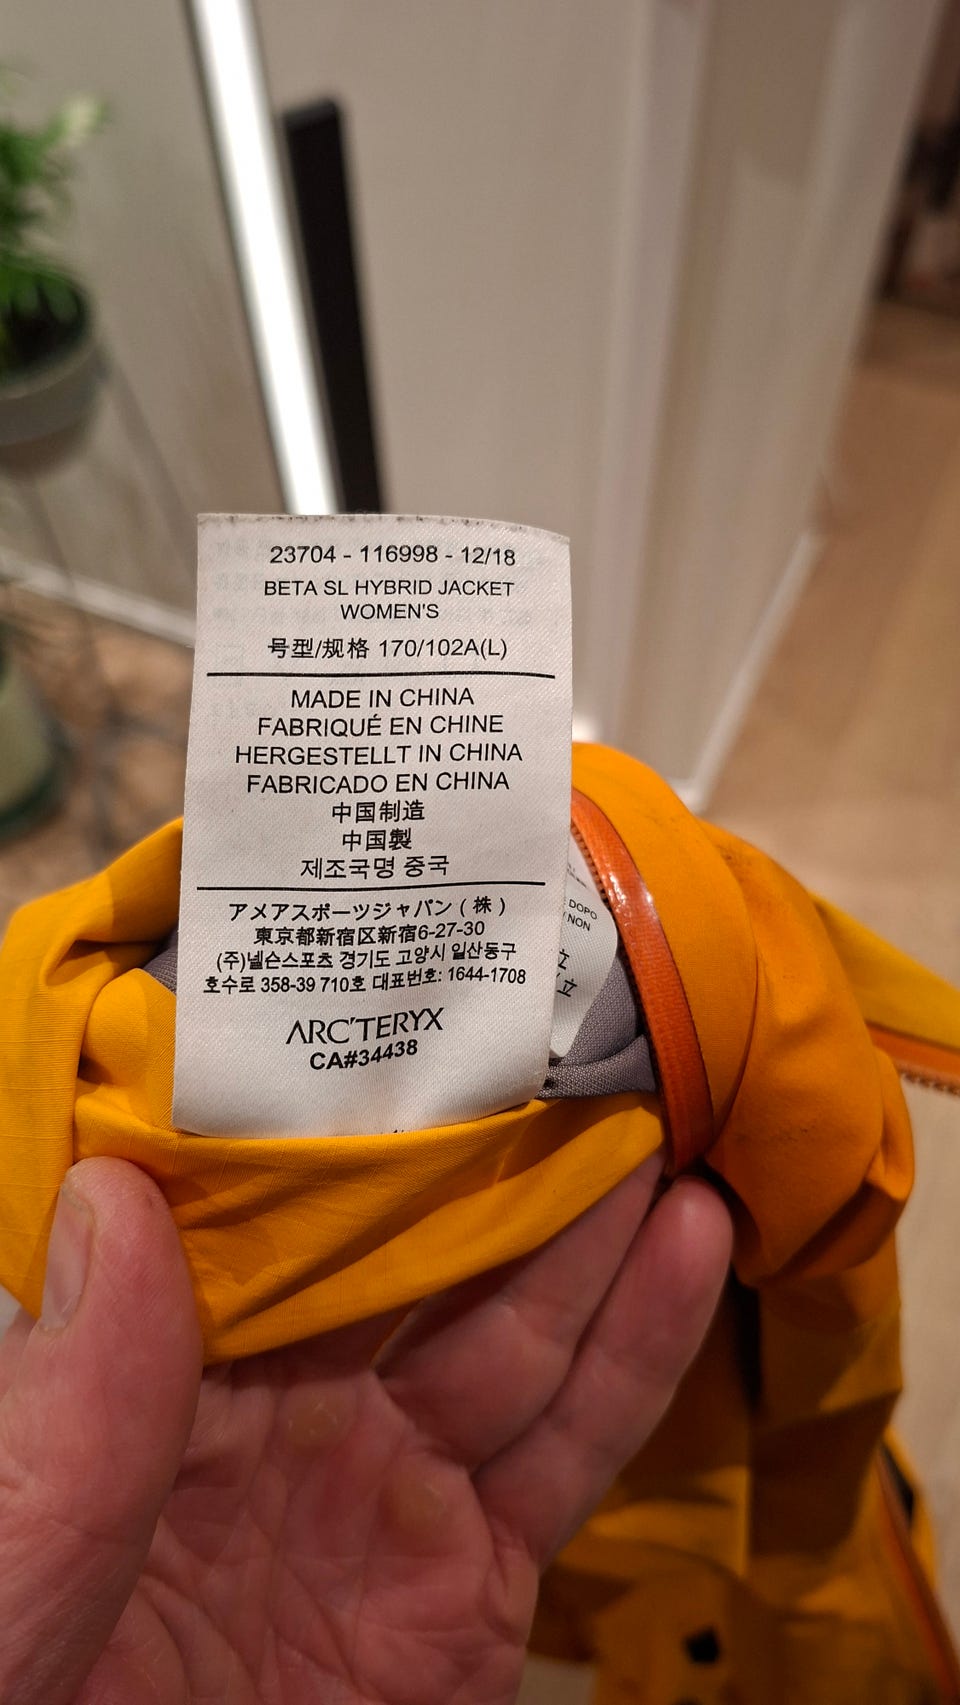 23704 - 116998 - 12/18
BETA SL HYBRID JACKET
WOMEN'S
号型/规格 170/102A(L)
MADE IN CHINA
FABRIQUÉ EN CHINE
HERGESTELLT IN CHINA
FABRICADO EN CHINA
中国制造
中国製
제조국명 중국
アメアスポーツジャパン ( 株 )
東京都新宿区新宿6-27-30
(주)넬슨스포츠 경기도 고양시 일산동구
호수로 358-39 710호 대표번호: 1644-1708
ARC'TERYX
CA#34438
DOPO
NON
立
立